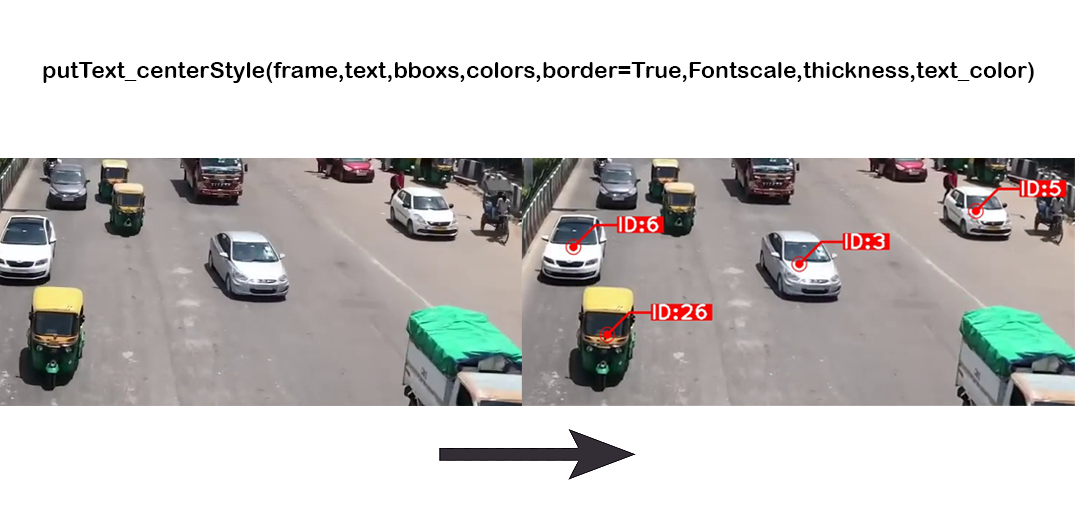 putText_centerStyle(frame,text,bboxs,colors,border=True,Fontscale,thickness,text_color)
ID:5
ID:6
ID:3
ID:26